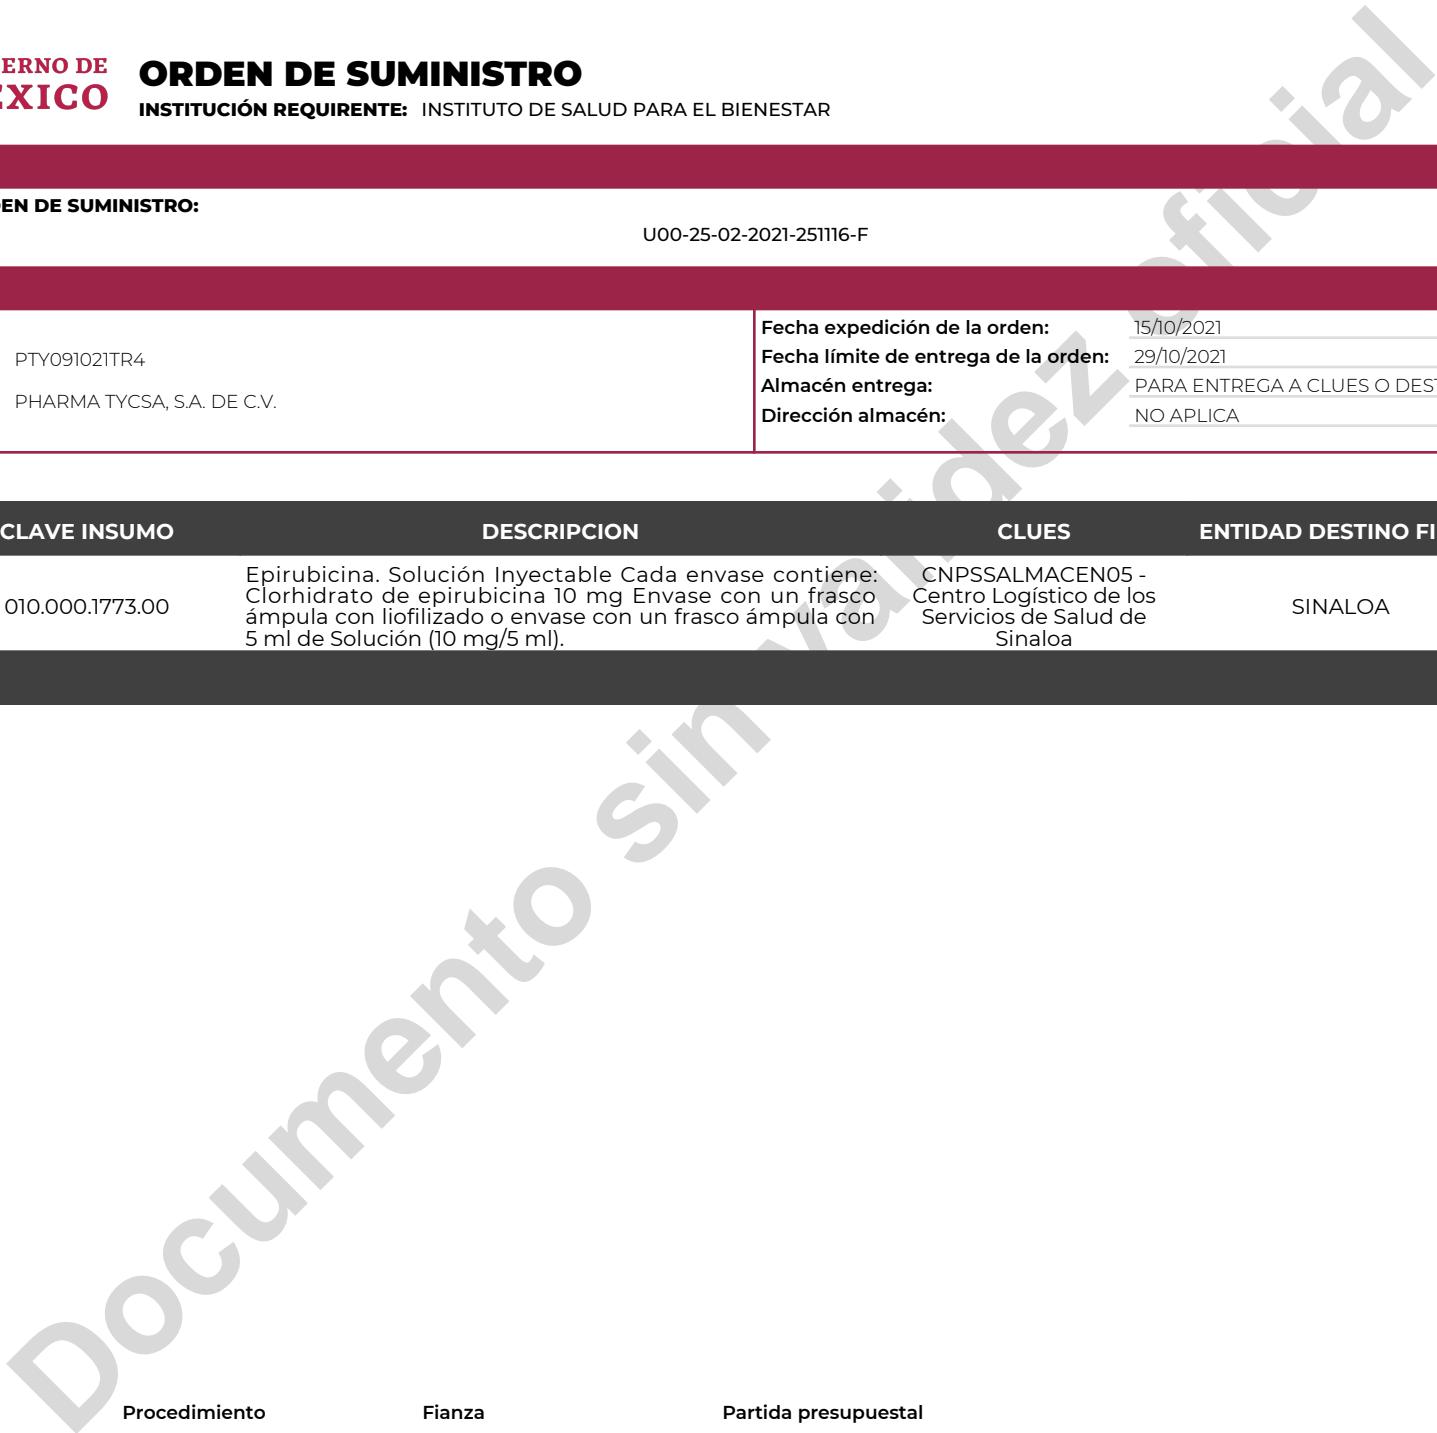 ERNO DE
EXICO
ORDEN DE SUMINISTRO
INSTITUCIÓN REQUIRENTE: INSTITUTO DE SALUD PARA EL BIENESTAR
EN DE SUMINISTRO:
U00-25-02-2021-251116-F
PTY091021TR4
PHARMA TYCSA, S.A. DE C.V.
Fecha expedición de la orden: 15/10/2021
Fecha límite de entrega de la orden: 29/10/2021
Almacén entrega: PARA ENTREGA A CLUES O DEST
Dirección almacén: NO APLICA
CLAVE INSUMO DESCRIPCION CLUES ENTIDAD DESTINO FI
010.000.1773.00
Epirubicina. Solución Inyectable Cada envase contiene:
Clorhidrato de epirubicina 10 mg Envase con un frasco
ámpula con liofilizado o envase con un frasco ámpula con
5 ml de Solución (10 mg/5 ml).
CNPSSALMACEN05 -
Centro Logístico de los
Servicios de Salud de
Sinaloa
SINALOA
Documento sin validez oficial
Procedimiento Fianza Partida presupuestal